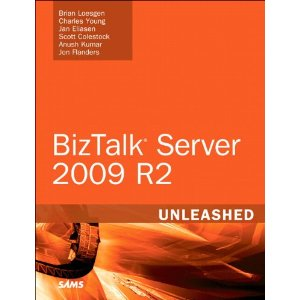 Brian Loesgen
Charles Young
Jan Eliasen
Scott Colestock
Anush Kumar
Jon Flanders
BizTalk® Server
2009 R2
UNLEASHED
SAMS